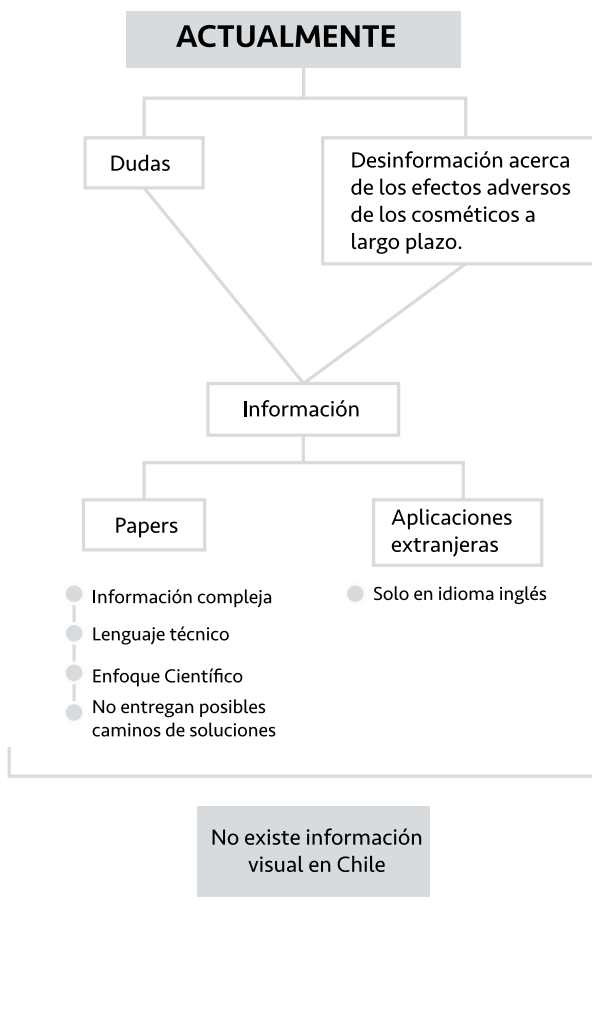 ACTUALMENTE
Dudas
Desinformación acerca
de los efectos adversos
de los cosméticos a
largo plazo.
Información
Papers
Información compleja
Lenguaje técnico
Enfoque Científico
No entregan posibles
caminos de soluciones
Aplicaciones
extranjeras
Solo en idioma inglés
No existe información
visual en Chile